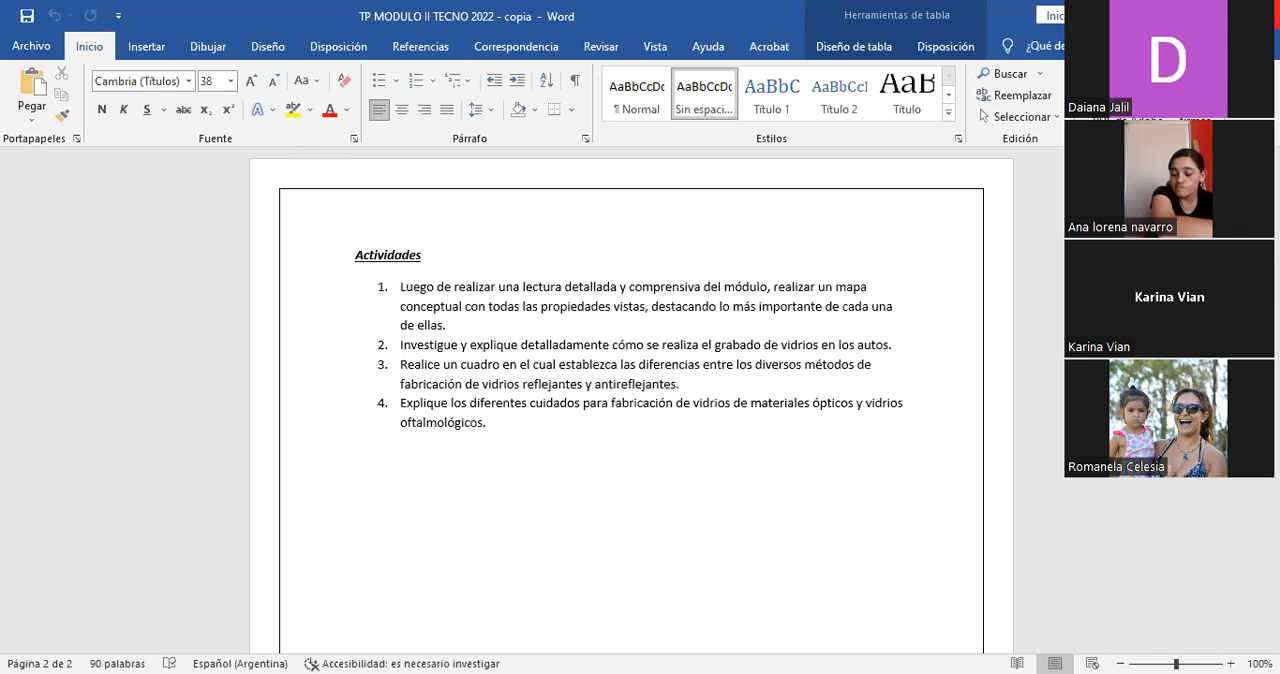 TP MODULO II TECNO 2022 - copia - Word
Herramientas de tabla
Inic
Archivo Inicio Insertar Dibujar Diseño Disposición Referencias Correspondencia Revisar Vista Ayuda Acrobat Diseño de tabla Disposición ¿Qué de
Pegar
Cambria (Títulos) 38
Aa
N K S abc x₂ x² A A
AaBbCcDc AaBbCcDc AaBbC AaBbCcl AaB
¶ Normal Sin espaci... Título 1 Título 2 Título
Buscar
Reemplazar
Seleccionar
Portapapeles Fuente Párrafo Estilos Edición
Actividades
1. Luego de realizar una lectura detallada y comprensiva del módulo, realizar un mapa
conceptual con todas las propiedades vistas, destacando lo más importante de cada una
de ellas.
2. Investigue y explique detalladamente cómo se realiza el grabado de vidrios en los autos.
3. Realice un cuadro en el cual establezca las diferencias entre los diversos métodos de
fabricación de vidrios reflejantes y antireflejantes.
4. Explique los diferentes cuidados para fabricación de vidrios de materiales ópticos y vidrios
oftalmológicos.
D
Daiana Jalil
Ana lorena navarro
Karina Vian
Karina Vian
Romanela Celesia
Página 2 de 2 90 palabras Español (Argentina) Accesibilidad: es necesario investigar 100%